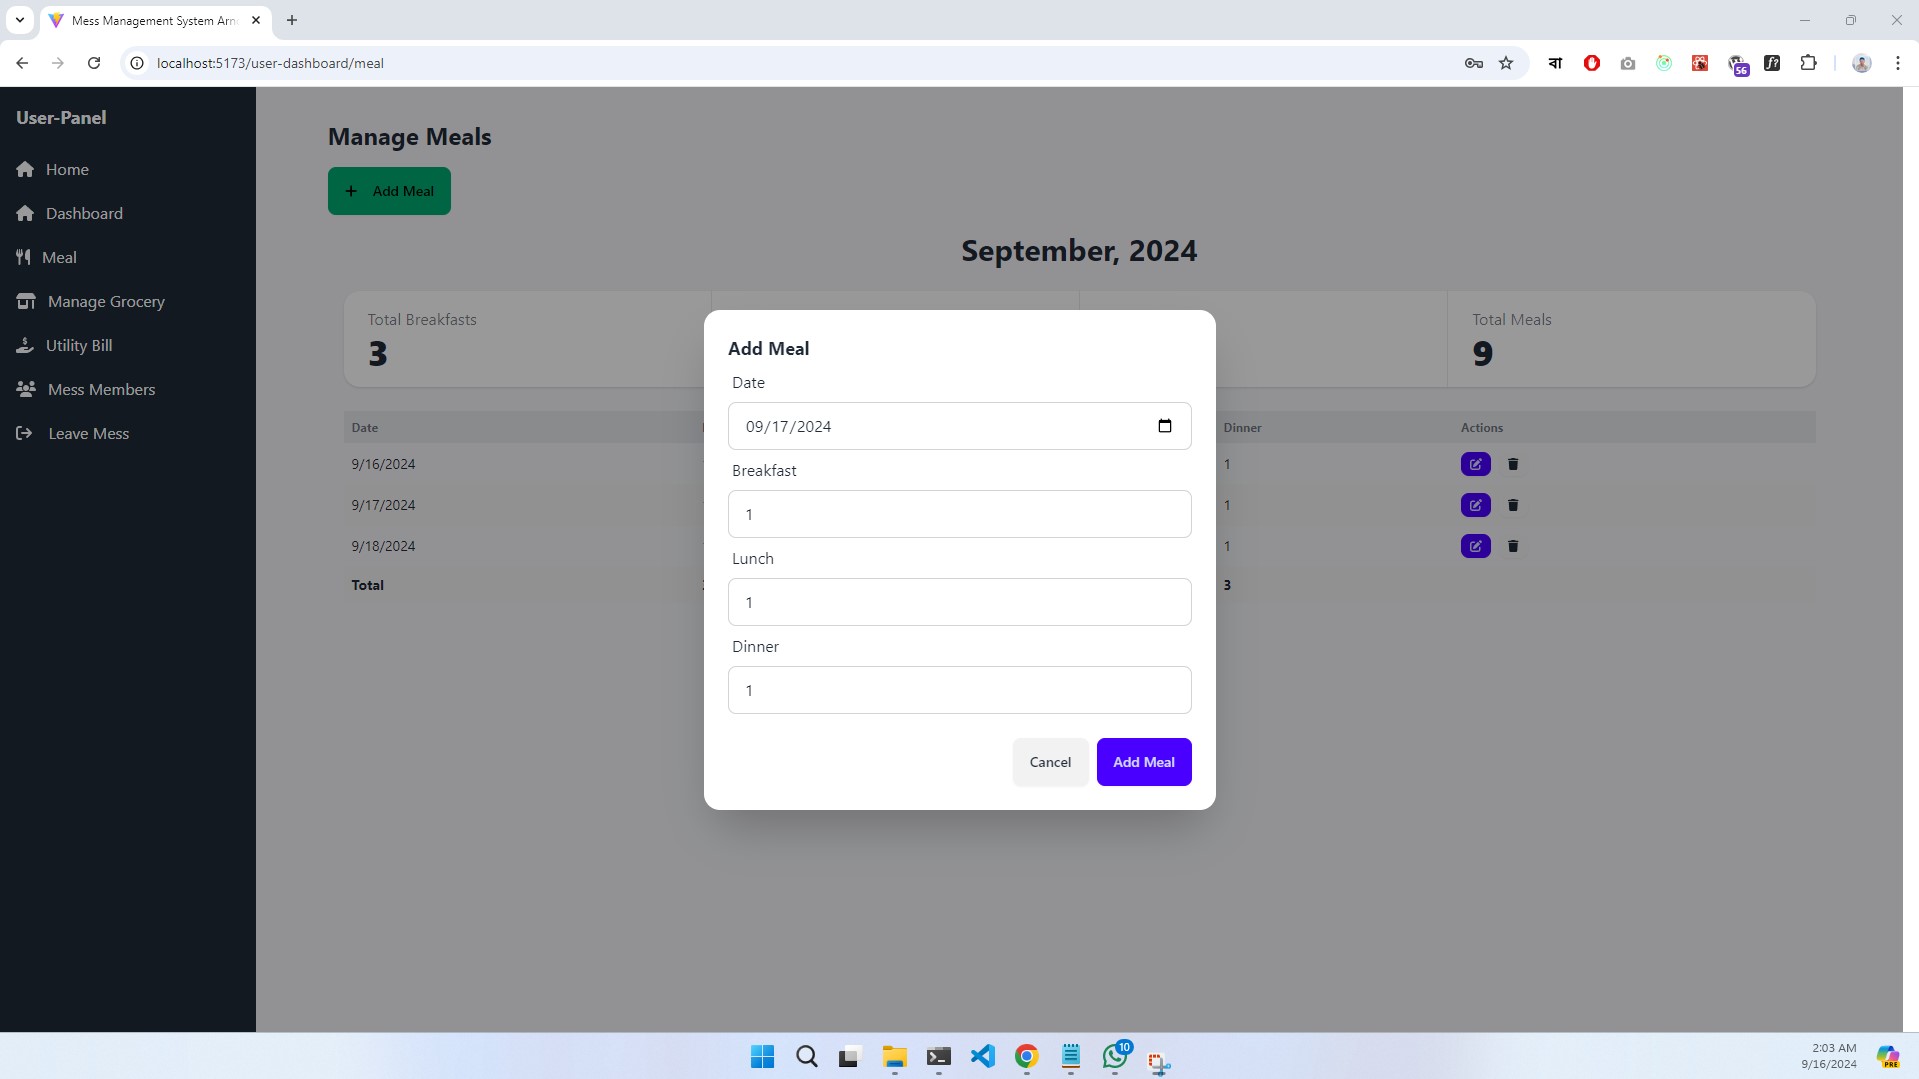 Mess Management System Arn
localhost:5173/user-dashboard/meal
বা
56
f?
User-Panel
Home
Dashboard
Meal
Manage Grocery
Utility Bill
Mess Members
Leave Mess
Manage Meals
+ Add Meal
September, 2024
Total Breakfasts
3
Total Meals
9
Date Dinner Actions
9/16/2024 1
9/17/2024 1
9/18/2024 1
Total 3
Add Meal
Date
09/17/2024
Breakfast
1
Lunch
1
Dinner
1
Cancel Add Meal
10
2:03 AM
9/16/2024
PRE